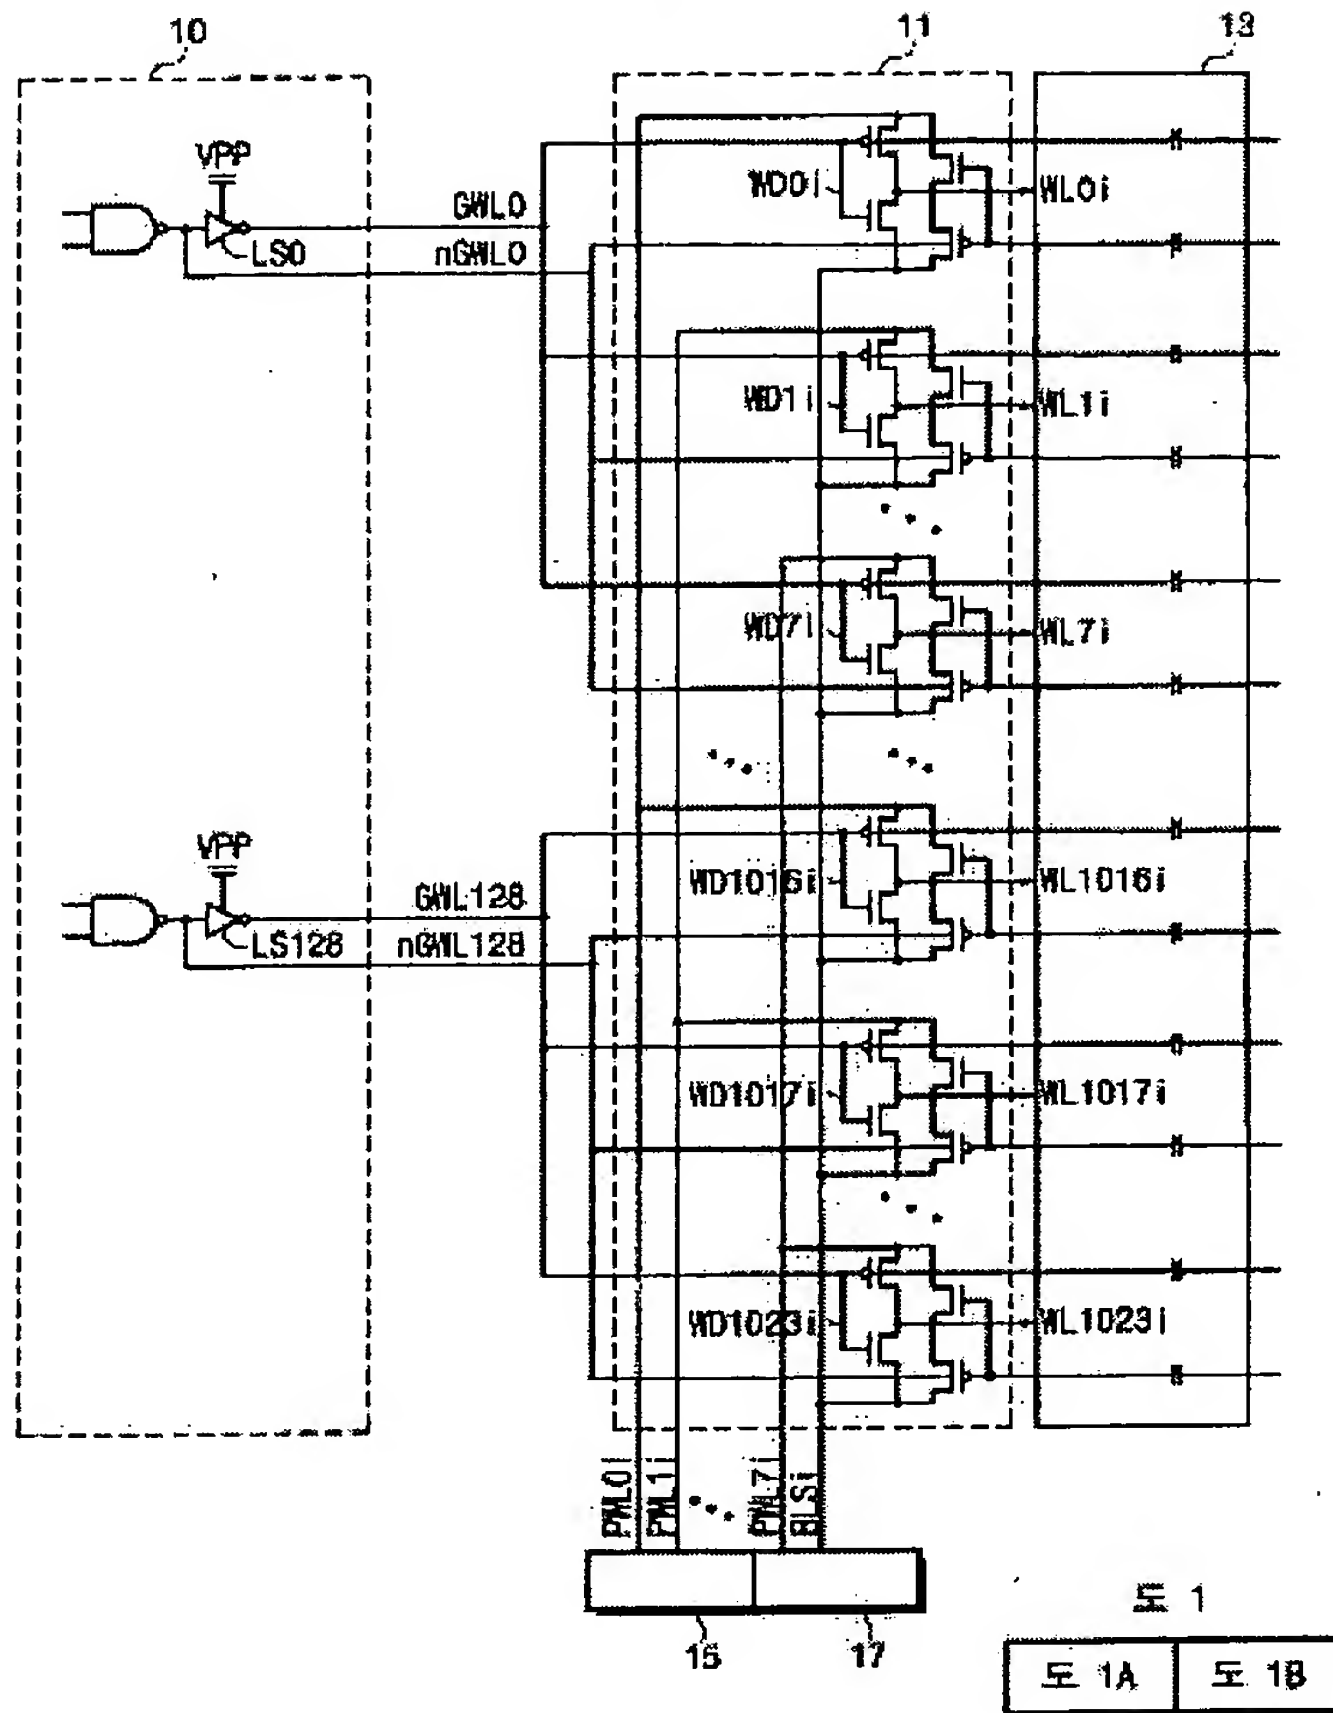 10
11
13
VPP
GWL0
nGWL0
LS0
WD0i
WL0i
WD1i
WL1i
WD7i
WL7i
VPP
GWL128
nGWL128
LS128
WD1016i
WL1016i
WD1017i
WL1017i
WD1023i
WL1023i
PWL0i
PWL1i
PWL7i
BLSi
15
17
도 1
도 1A
도 1B